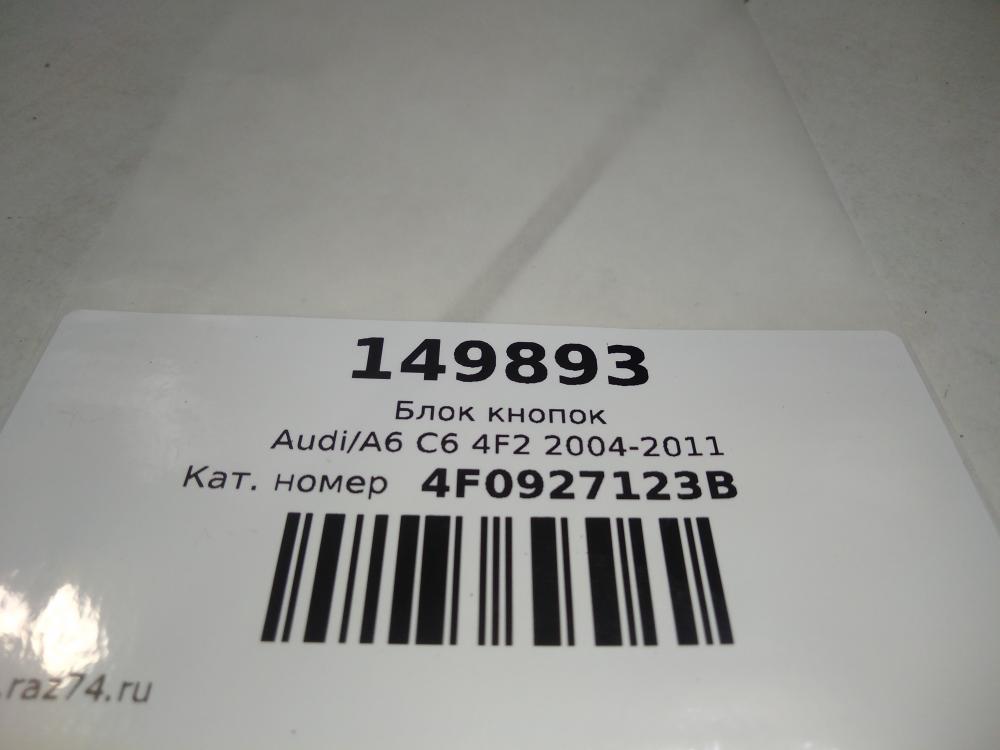 149893
Блок кнопок
Audi/A6 C6 4F2 2004-2011
Кат. номер 4F0927123B
.raz74.ru